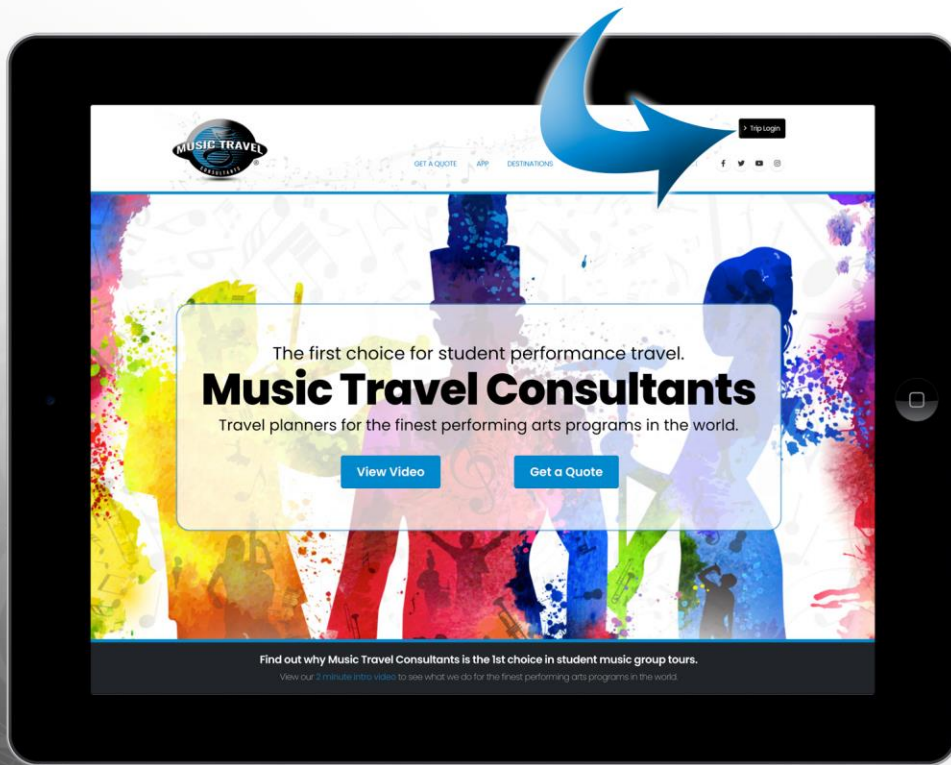 MUSIC TRAVEL
CONSULTANTS
®
> Trip Login
GET A QUOTE APP DESTINATIONS
The first choice for student performance travel.
Music Travel Consultants
Travel planners for the finest performing arts programs in the world.
View Video Get a Quote
Find out why Music Travel Consultants is the 1st choice in student music group tours.
View our 2 minute intro video to see what we do for the finest performing arts programs in the world.